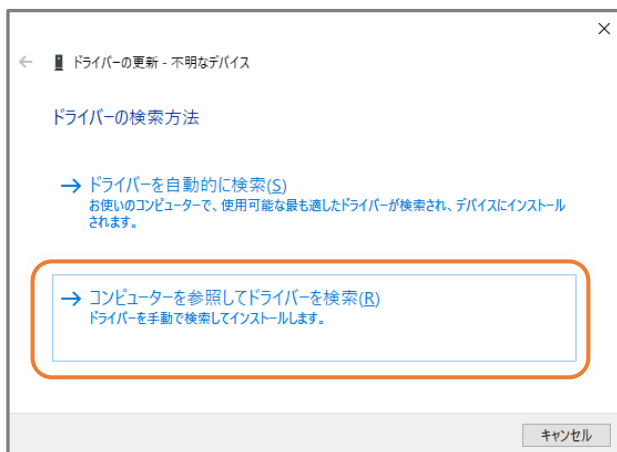 ドライバーの更新 - 不明なデバイス
ドライバーの検索方法
ドライバーを自動的に検索(S)
お使いのコンピューターで、使用可能な最も適したドライバーが検索され、デバイスにインストール
されます。
コンピューターを参照してドライバーを検索(R)
ドライバーを手動で検索してインストールします。
キャンセル